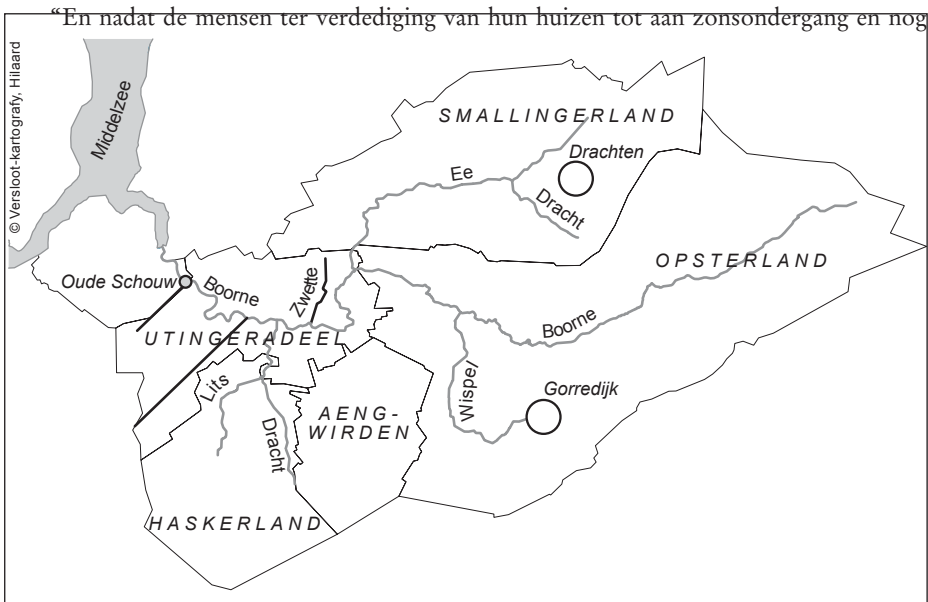 “En nadat de mensen ter verdediging van hun huizen tot aan zonsondergang en nog
© Versloot-kartografy, Hilaard
Middelzee
SMALLINGERLAND
Drachten
Ee
Dracht
OPSTERLAND
Oude Schouw
Boorne
Zwette
UTINGERADEEL
Boorne
Lits
Wispel
Gorredijk
AENG-
WIRDEN
Dracht
HASKERLAND